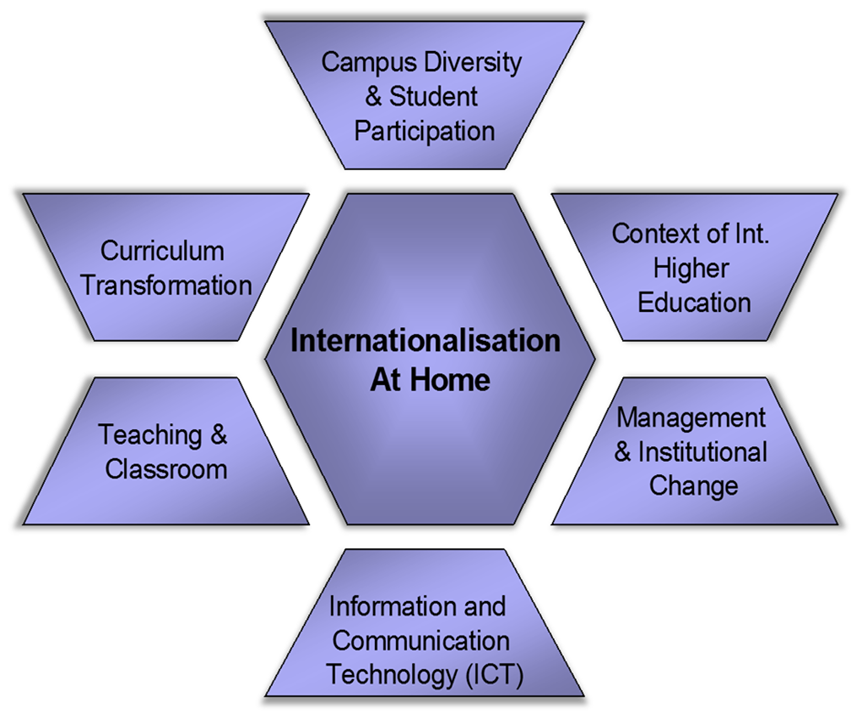 Campus Diversity
& Student
Participation
Curriculum
Transformation
Context of Int.
Higher
Education
Internationalisation
At Home
Teaching &
Classroom
Management
& Institutional
Change
Information and
Communication
Technology (ICT)